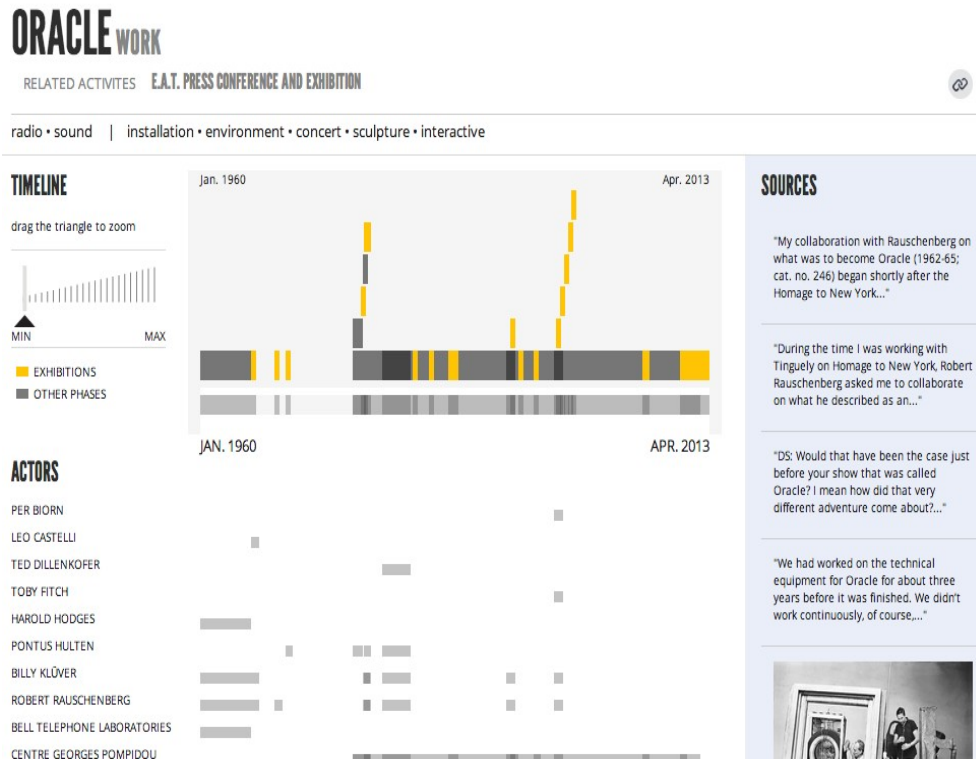 ORACLE WORK
RELATED ACTIVITES E.A.T. PRESS CONFERENCE AND EXHIBITION
radio • sound | installation • environment • concert • sculpture • interactive
TIMELINE
drag the triangle to zoom
MIN MAX
EXHIBITIONS
OTHER PHASES
Jan. 1960 Apr. 2013
JAN. 1960 APR. 2013
ACTORS
PER BIORN
LEO CASTELLI
TED DILLENKOFER
TOBY FITCH
HAROLD HODGES
PONTUS HULTEN
BILLY KLÜVER
ROBERT RAUSCHENBERG
BELL TELEPHONE LABORATORIES
CENTRE GEORGES POMPIDOU
SOURCES
"My collaboration with Rauschenberg on
what was to become Oracle (1962-65;
cat. no. 246) began shortly after the
Homage to New York..."
"During the time I was working with
Tinguely on Homage to New York, Robert
Rauschenberg asked me to collaborate
on what he described as an..."
"DS: Would that have been the case just
before your show that was called
Oracle? I mean how did that very
different adventure come about?..."
"We had worked on the technical
equipment for Oracle for about three
years before it was finished. We didn't
work continuously, of course,..."